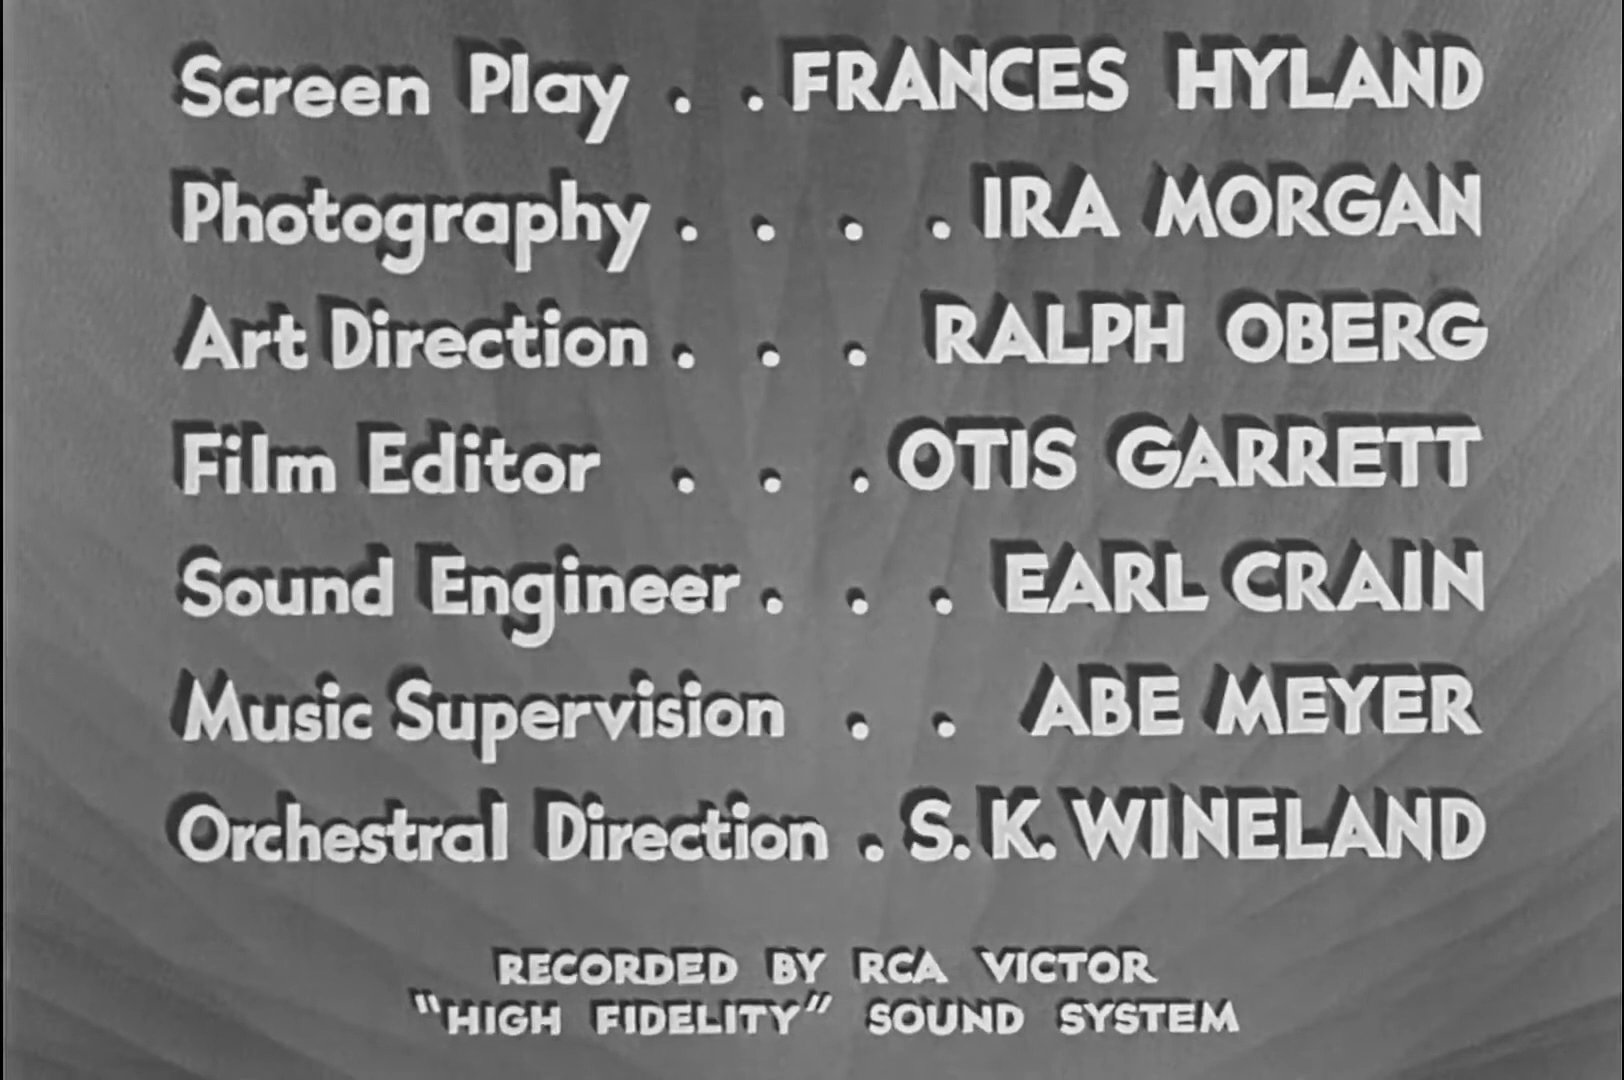 Screen Play . . FRANCES HYLAND
Photography . . . . IRA MORGAN
Art Direction . . . RALPH OBERG
Film Editor . . . OTIS GARRETT
Sound Engineer . . . EARL CRAIN
Music Supervision . . ABE MEYER
Orchestral Direction . S. K. WINELAND
RECORDED BY RCA VICTOR
"HIGH FIDELITY" SOUND SYSTEM